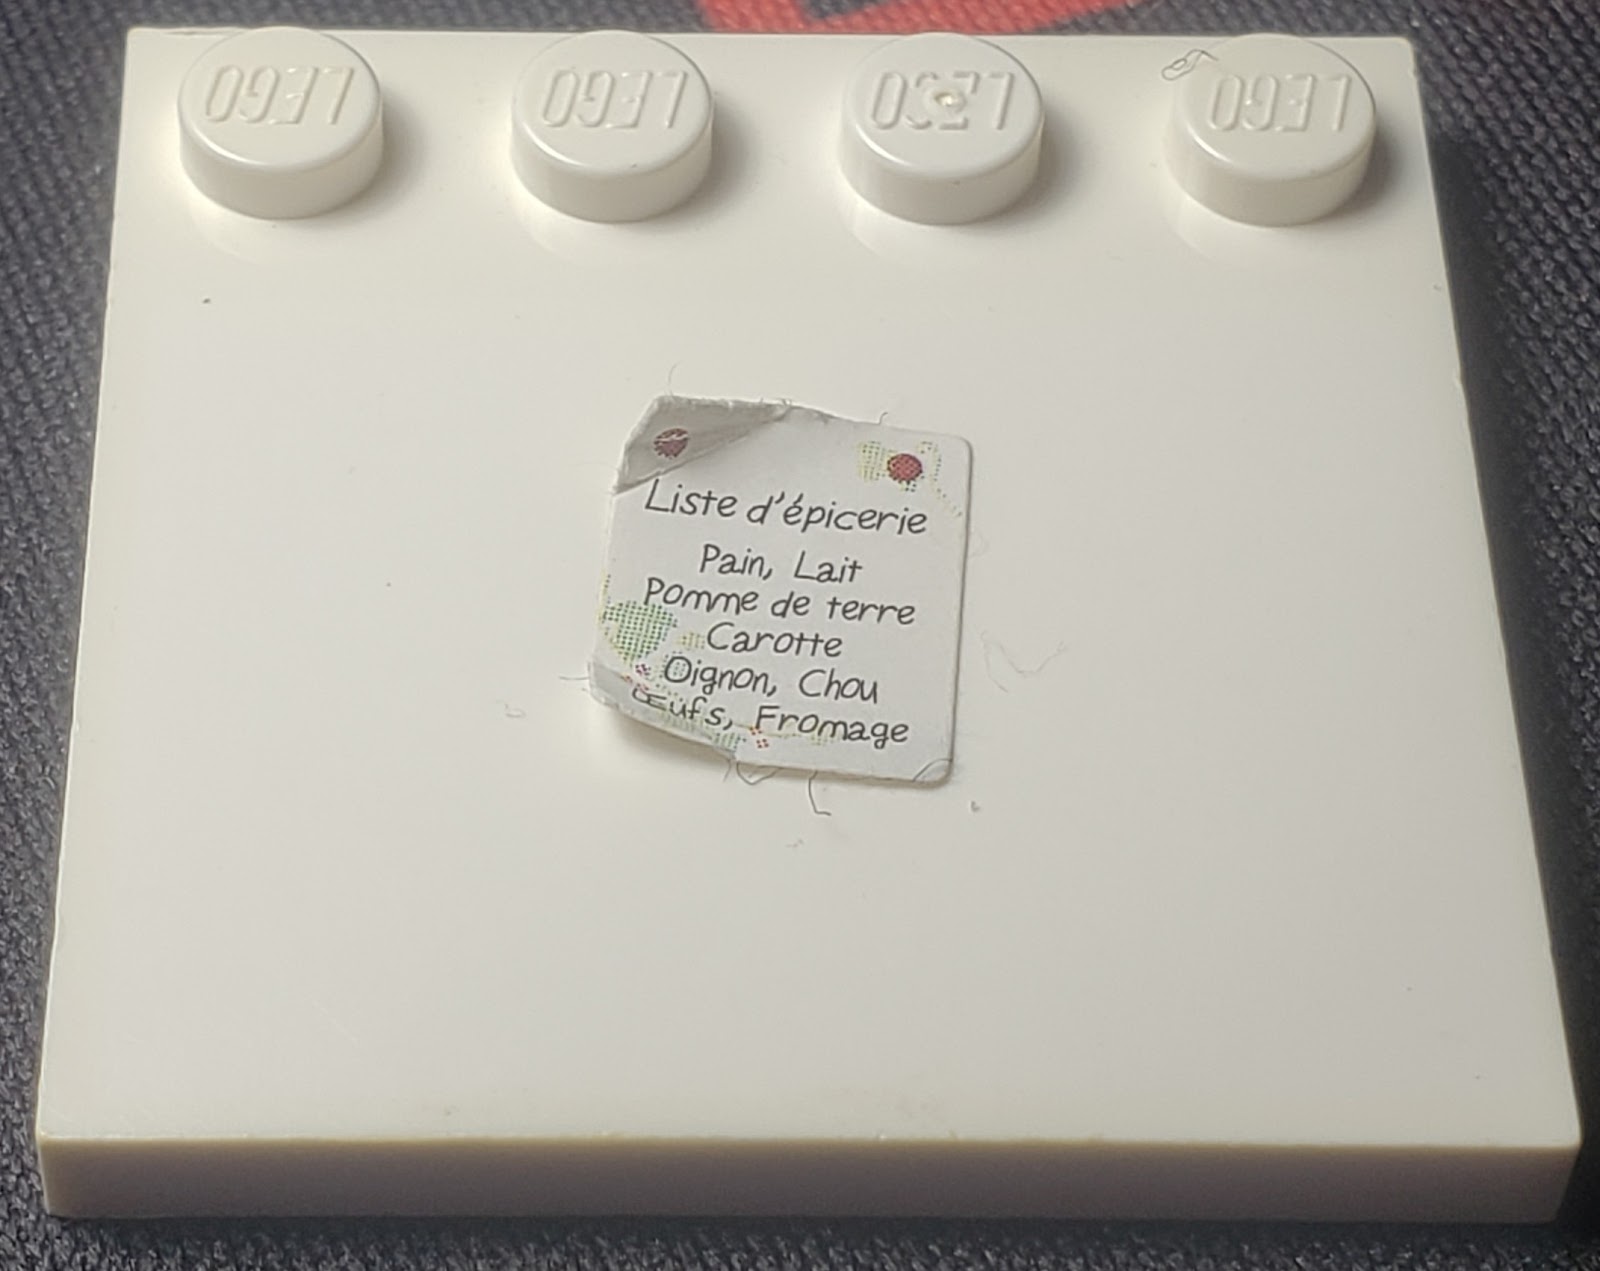 LEGO LEGO LEGO LEGO
Liste d'épicerie
Pain, Lait
Pomme de terre
Carotte
Oignon, Chou
Œufs, Fromage